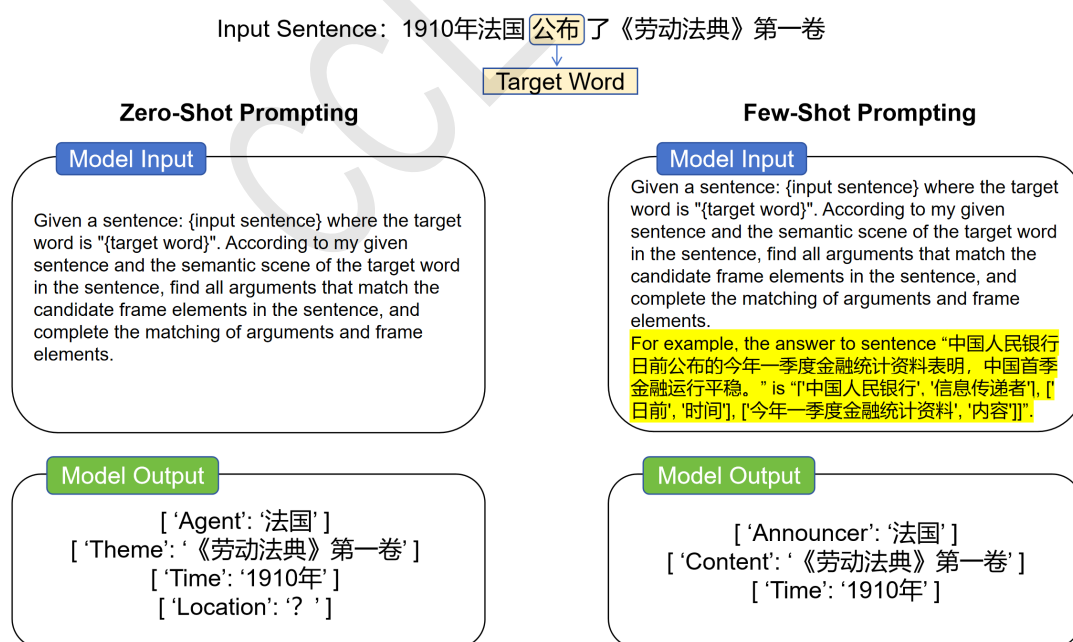 Input Sentence：1910年法国 公布 了《劳动法典》第一卷
Target Word
Zero-Shot Prompting
Model Input
Given a sentence: {input sentence} where the target
word is "{target word}". According to my given
sentence and the semantic scene of the target word
in the sentence, find all arguments that match the
candidate frame elements in the sentence, and
complete the matching of arguments and frame
elements.
Model Output
[ ‘Agent’: ‘法国’ ]
[ ‘Theme’: ‘《劳动法典》第一卷’ ]
[ ‘Time’: ‘1910年’ ]
[ ‘Location’: ‘？’ ]
Few-Shot Prompting
Model Input
Given a sentence: {input sentence} where the target
word is "{target word}". According to my given
sentence and the semantic scene of the target word
in the sentence, find all arguments that match the
candidate frame elements in the sentence, and
complete the matching of arguments and frame
elements.
For example, the answer to sentence “中国人民银行
日前公布的今年一季度金融统计资料表明，中国首季
金融运行平稳。” is “['中国人民银行', '信息传递者'], ['
日前', '时间'], ['今年一季度金融统计资料', '内容']]”.
Model Output
[ ‘Announcer’: ‘法国’ ]
[ ‘Content’: ‘《劳动法典》第一卷’ ]
[ ‘Time’: ‘1910年’ ]